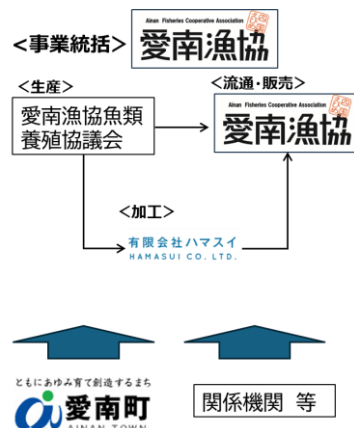 Ainan Fisheries Cooperative Association
<事業統括>
愛南漁協
<生産>
愛南漁協魚類
養殖協議会
<流通・販売>
Ainan Fisheries Cooperative Association
愛南漁協
<加工>
有限会社ハマスイ
HAMASUI CO. LTD.
ともにあゆみ育て創造するまち
愛南町
AINAN TOWN
関係機関 等